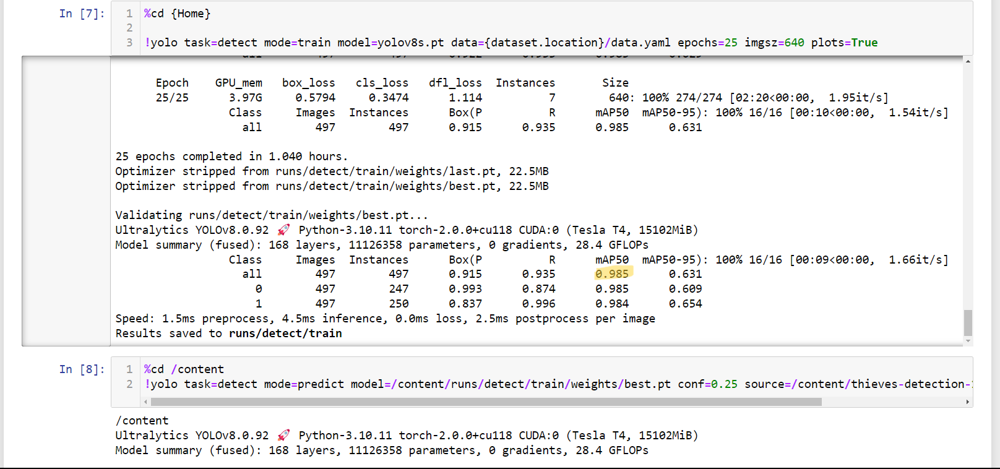 In [7]:
1 %cd {Home}
2
3 !yolo task=detect mode=train model=yolov8s.pt data={dataset.location}/data.yaml epochs=25 imgsz=640 plots=True
Epoch GPU_mem box_loss cls_loss dfl_loss Instances Size
25/25 3.97G 0.5794 0.3474 1.114 7 640: 100% 274/274 [02:20<00:00, 1.95it/s]
Class Images Instances Box(P R mAP50 mAP50-95): 100% 16/16 [00:10<00:00, 1.54it/s]
all 497 497 0.915 0.935 0.985 0.631
25 epochs completed in 1.040 hours.
Optimizer stripped from runs/detect/train/weights/last.pt, 22.5MB
Optimizer stripped from runs/detect/train/weights/best.pt, 22.5MB
Validating runs/detect/train/weights/best.pt...
Ultralytics YOLOv8.0.92 🚀 Python-3.10.11 torch-2.0.0+cu118 CUDA:0 (Tesla T4, 15102MiB)
Model summary (fused): 168 layers, 11126358 parameters, 0 gradients, 28.4 GFLOPs
Class Images Instances Box(P R mAP50 mAP50-95): 100% 16/16 [00:09<00:00, 1.66it/s]
all 497 497 0.915 0.935 0.985 0.631
0 497 247 0.993 0.874 0.985 0.609
1 497 250 0.837 0.996 0.984 0.654
Speed: 1.5ms preprocess, 4.5ms inference, 0.0ms loss, 2.5ms postprocess per image
Results saved to runs/detect/train
In [8]:
1 %cd /content
2 !yolo task=detect mode=predict model=/content/runs/detect/train/weights/best.pt conf=0.25 source=/content/thieves-detection-
/content
Ultralytics YOLOv8.0.92 🚀 Python-3.10.11 torch-2.0.0+cu118 CUDA:0 (Tesla T4, 15102MiB)
Model summary (fused): 168 layers, 11126358 parameters, 0 gradients, 28.4 GFLOPs